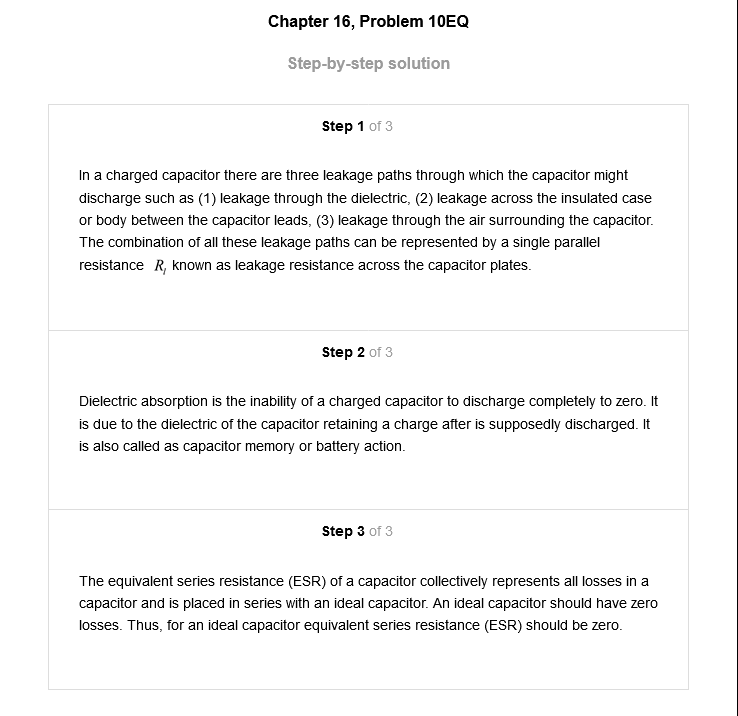 Chapter 16, Problem 10EQ
Step-by-step solution
Step 1 of 3
In a charged capacitor there are three leakage paths through which the capacitor might
discharge such as (1) leakage through the dielectric, (2) leakage across the insulated case
or body between the capacitor leads, (3) leakage through the air surrounding the capacitor.
The combination of all these leakage paths can be represented by a single parallel
resistance R_l known as leakage resistance across the capacitor plates.
Step 2 of 3
Dielectric absorption is the inability of a charged capacitor to discharge completely to zero. It
is due to the dielectric of the capacitor retaining a charge after is supposedly discharged. It
is also called as capacitor memory or battery action.
Step 3 of 3
The equivalent series resistance (ESR) of a capacitor collectively represents all losses in a
capacitor and is placed in series with an ideal capacitor. An ideal capacitor should have zero
losses. Thus, for an ideal capacitor equivalent series resistance (ESR) should be zero.